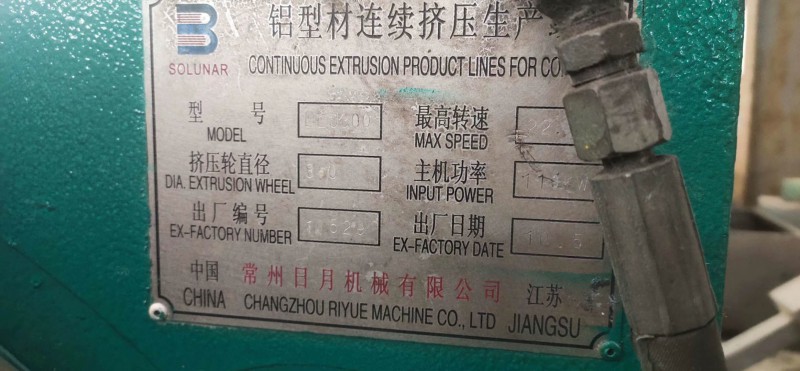 铝型材连续挤压生产
SOLUNAR
CONTINUOUS EXTRUSION PRODUCT LINES FOR
型 号
MODEL
最高转速
MAX SPEED
挤压轮直径
DIA. EXTRUSION WHEEL
主机功率
INPUT POWER
出厂编号
EX-FACTORY NUMBER
出厂日期
EX-FACTORY DATE
中国 常州日月机械有限公司 江苏
CHINA CHANGZHOU RIYUE MACHINE CO., LTD JIANGSU